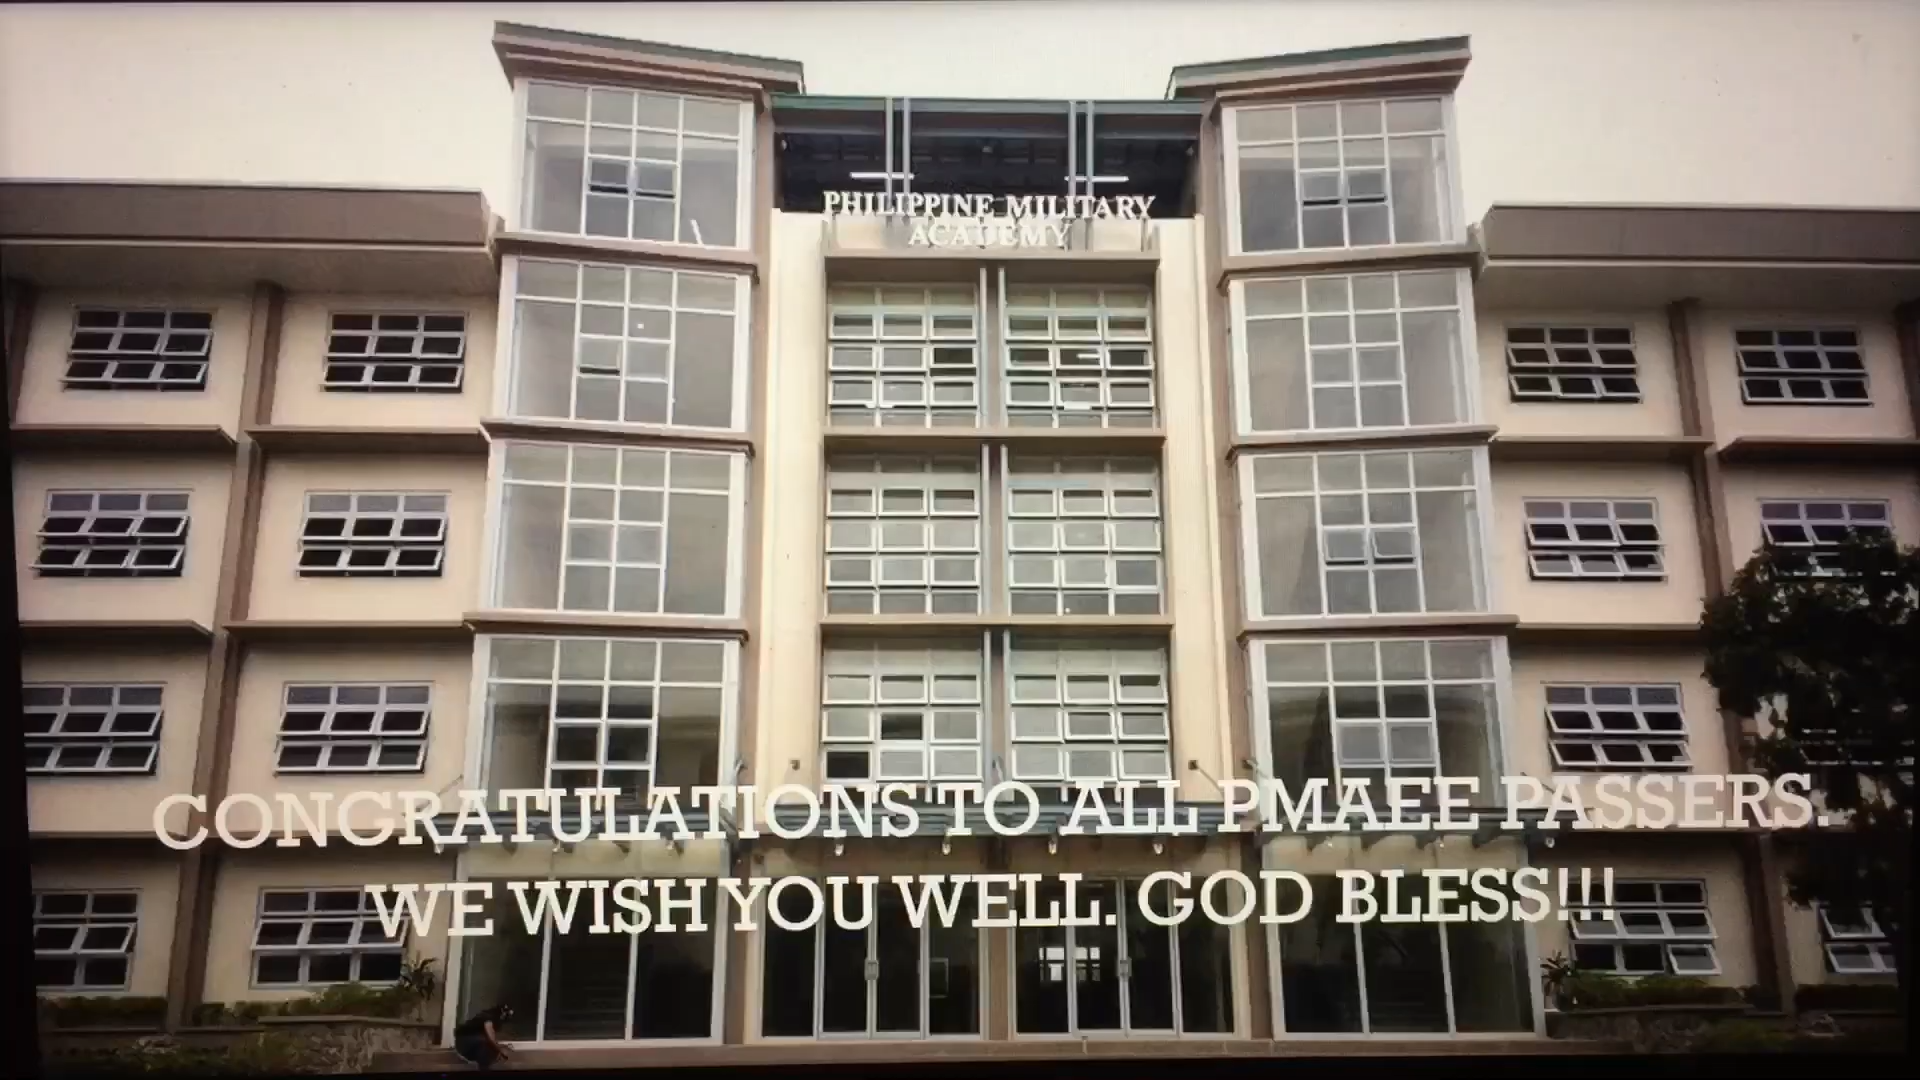 PHILIPPINE MILITARY
ACADEMY
CONGRATULATIONS TO ALL PMAEE PASSERS.
WE WISH YOU WELL. GOD BLESS!!!